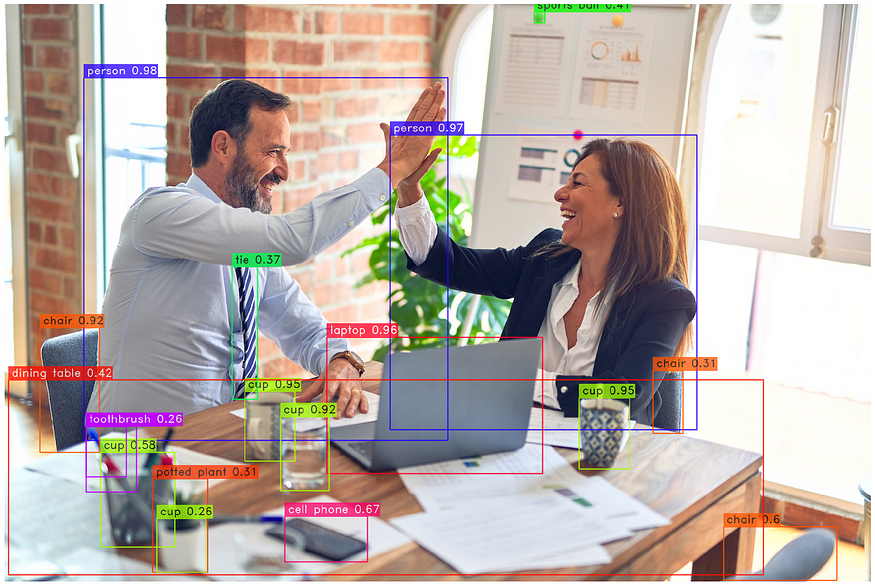 sports ball 0.41
person 0.98
person 0.97
tie 0.37
chair 0.92
laptop 0.96
chair 0.31
dining table 0.42
cup 0.95
cup 0.95
cup 0.92
toothbrush 0.26
cup 0.58
potted plant 0.31
cup 0.26
cell phone 0.67
chair 0.6